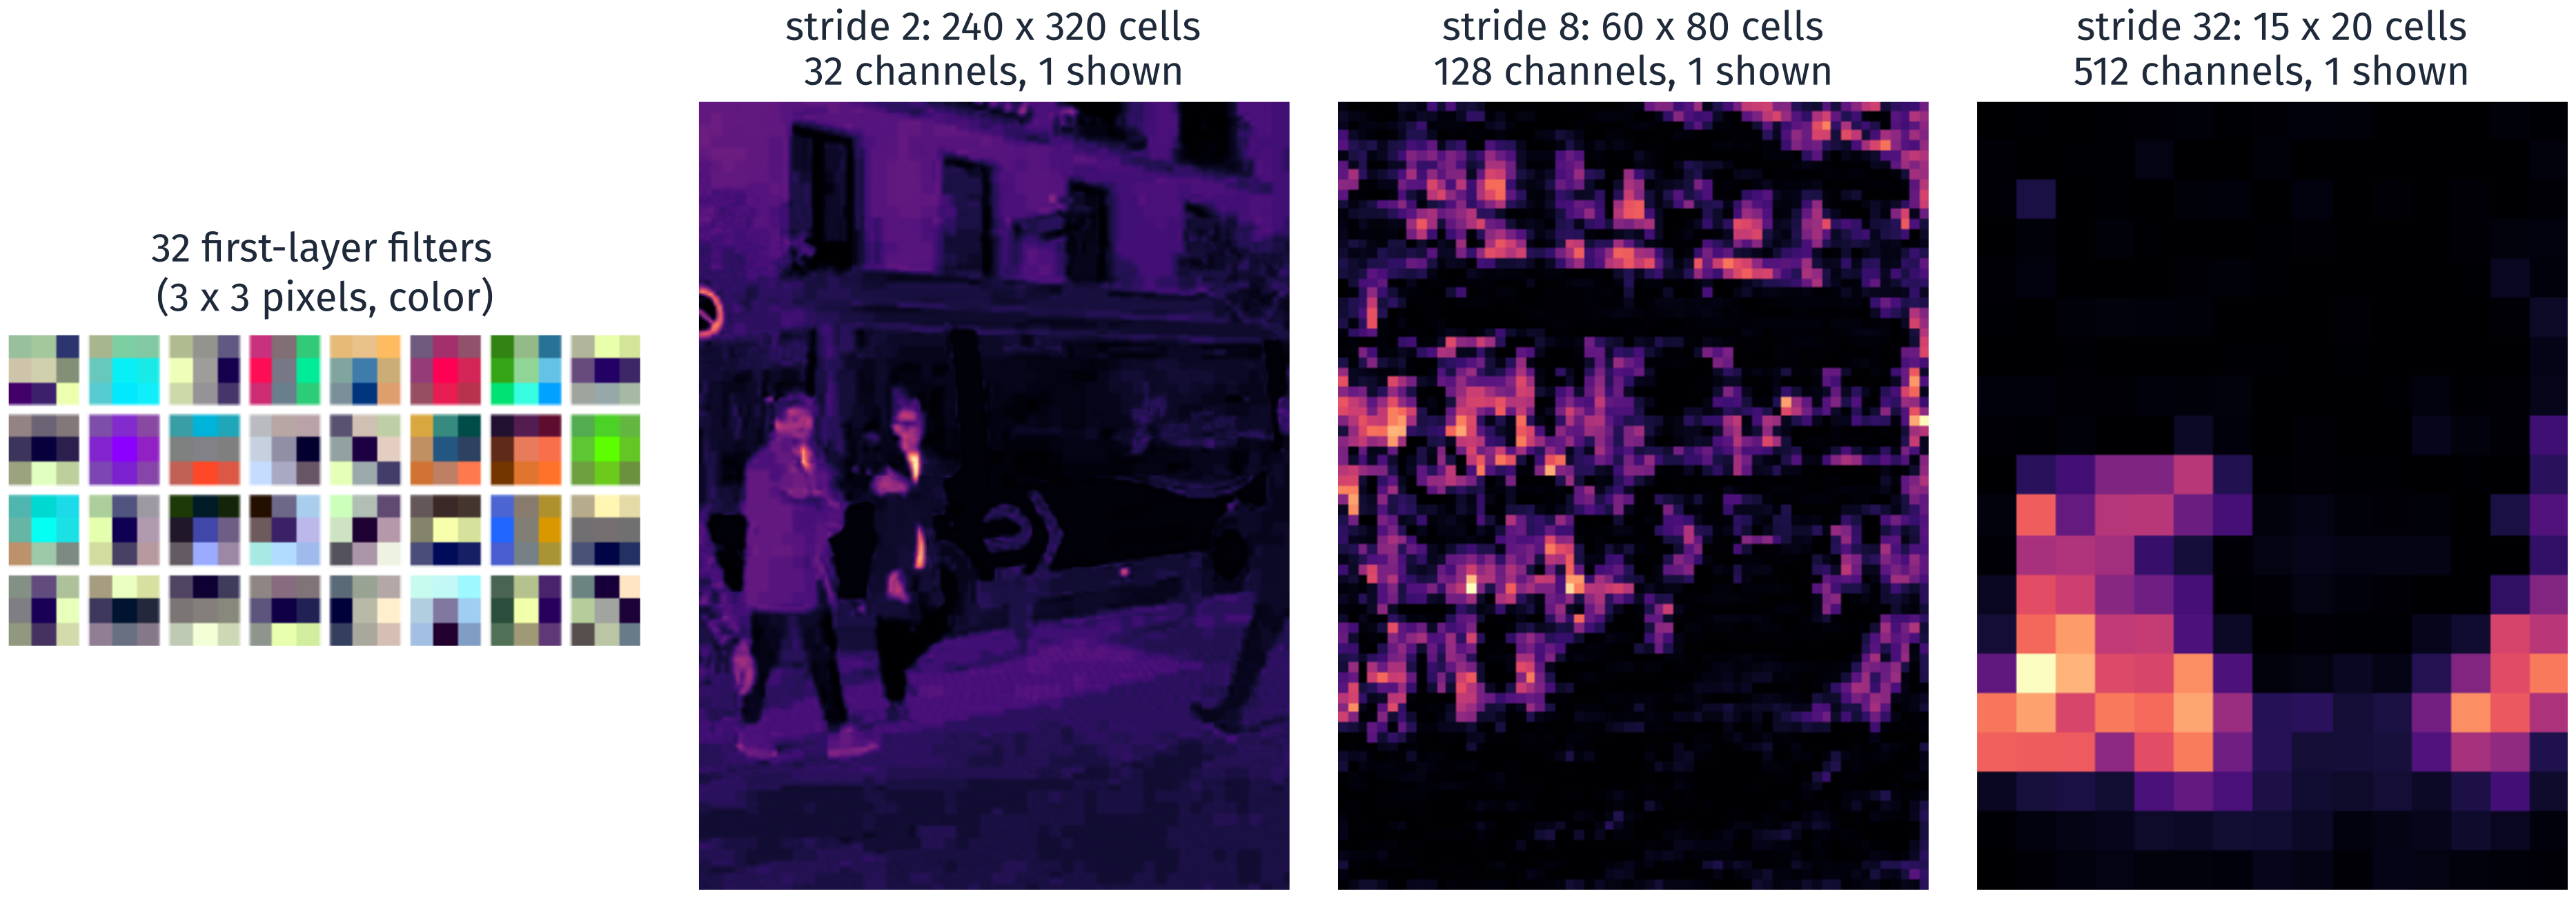 32 first-layer filters
(3 x 3 pixels, color)
stride 2: 240 x 320 cells
32 channels, 1 shown
stride 8: 60 x 80 cells
128 channels, 1 shown
stride 32: 15 x 20 cells
512 channels, 1 shown